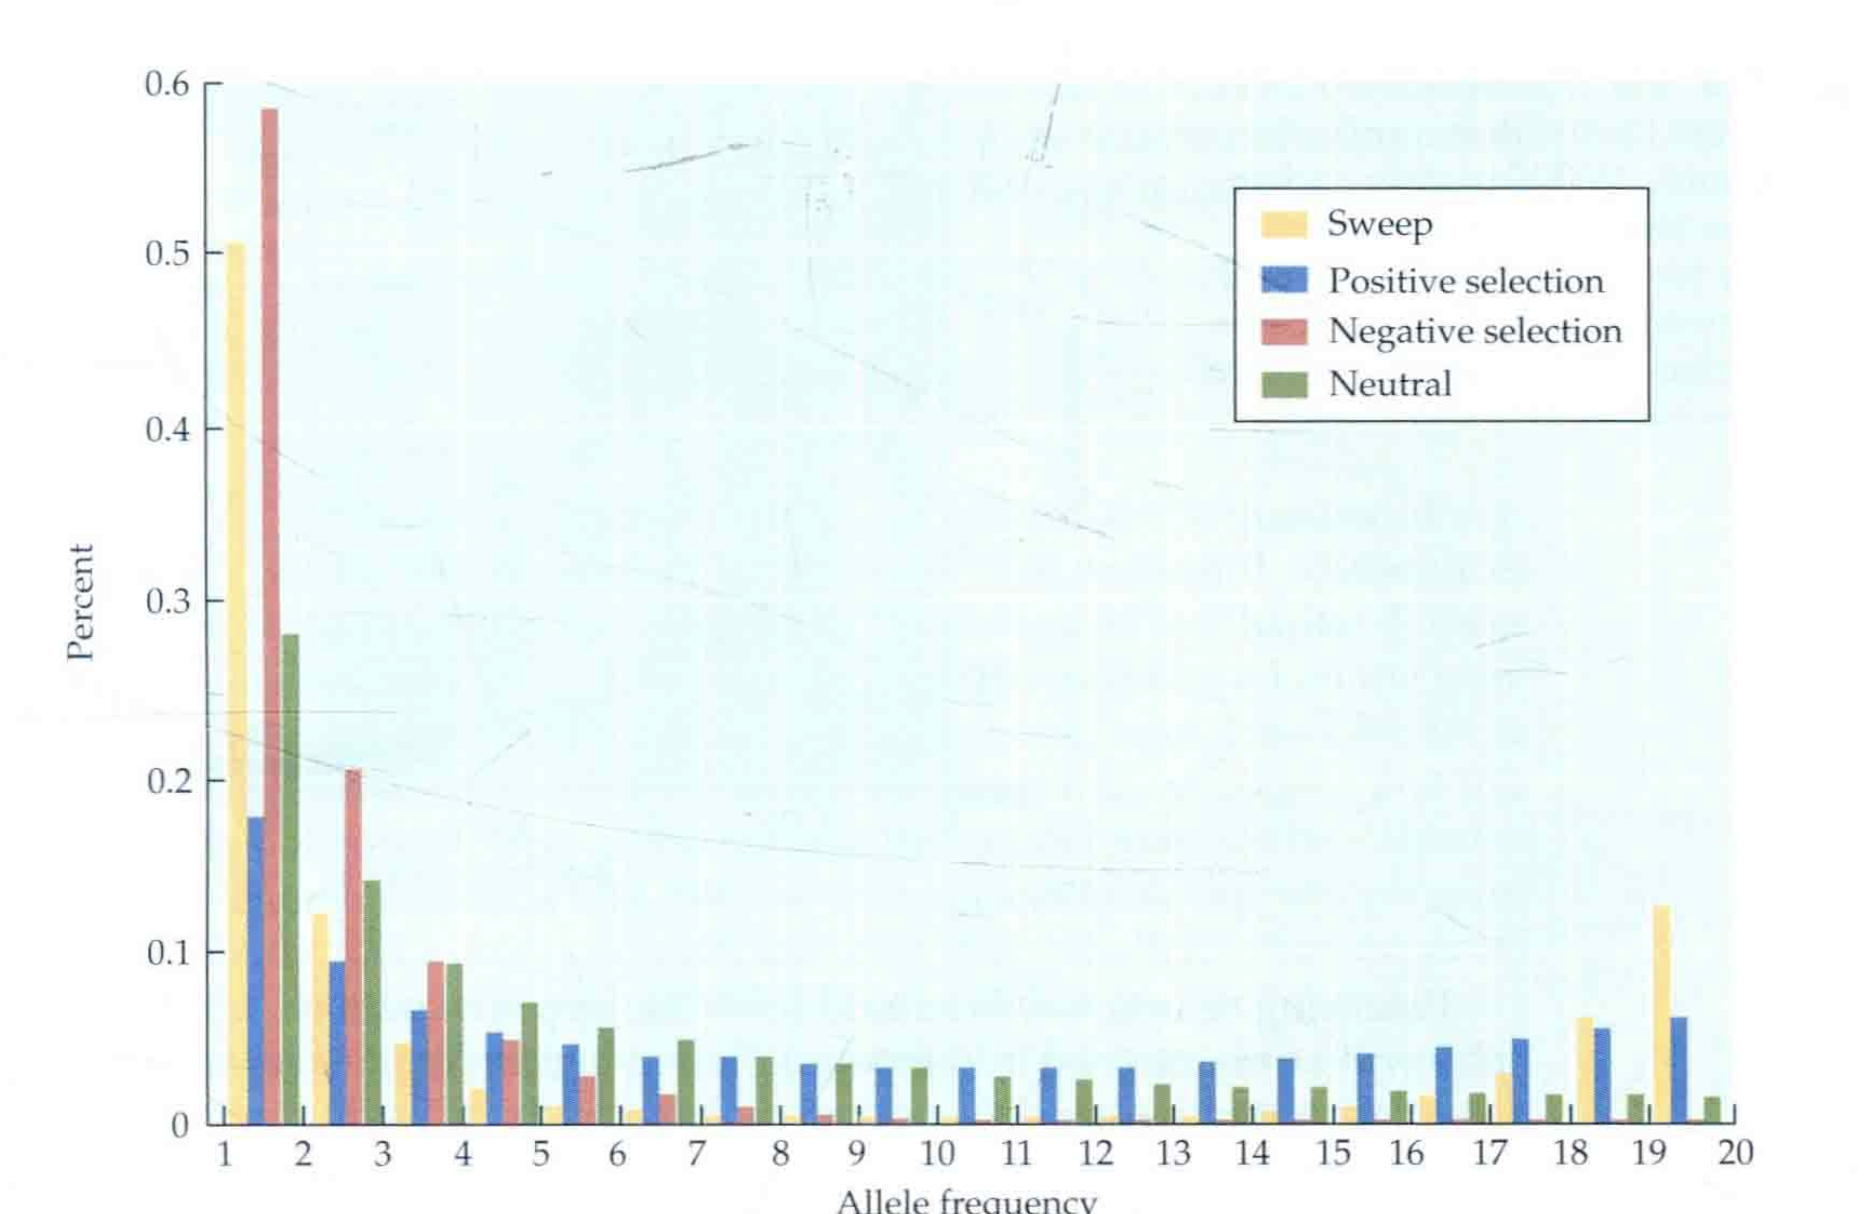 0.6
0.5
0.4
0.3
0.2
0.1
0
Percent
Sweep
Positive selection
Negative selection
Neutral
1 2 3 4 5 6 7 8 9 10 11 12 13 14 15 16 17 18 19 20
Allele frequency